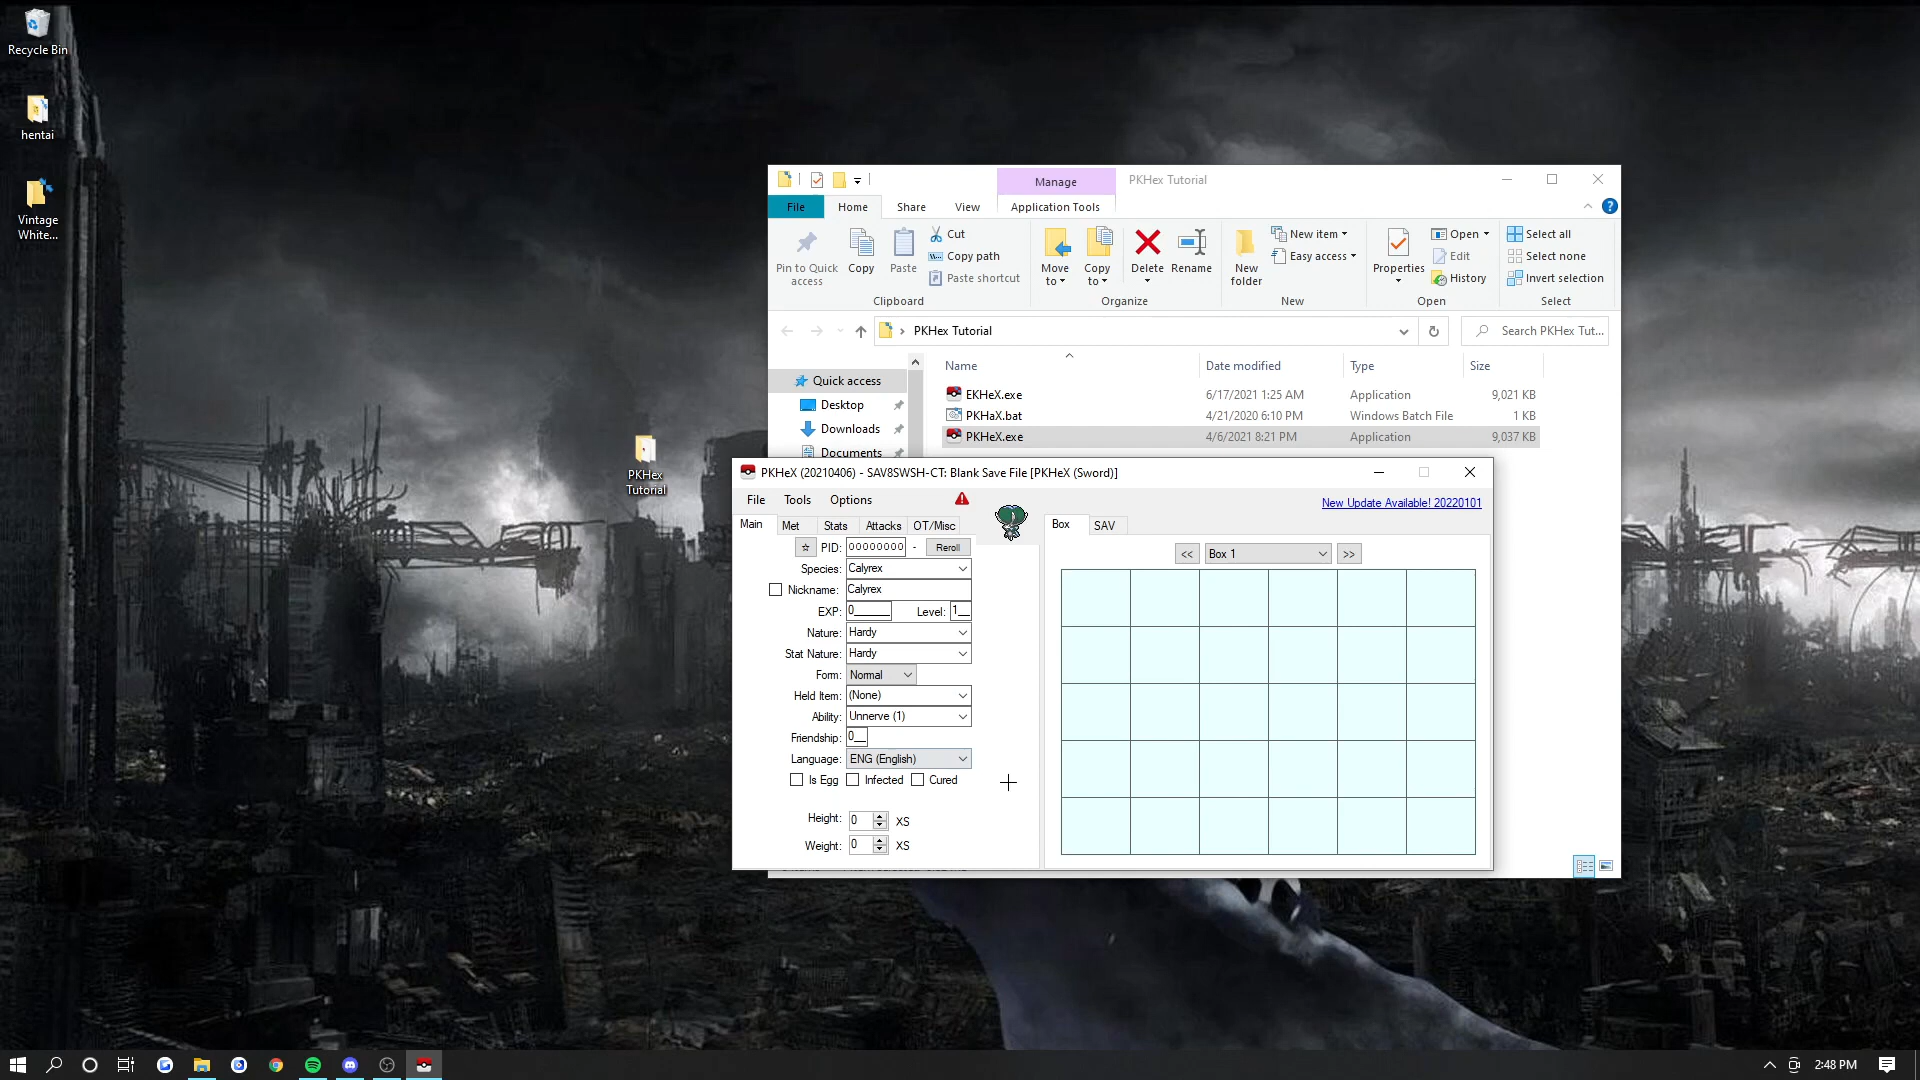 Recycle Bin
hentai
Vintage
White...
PKHex
Tutorial
Manage
PKHex Tutorial
File
Home
Share
View
Application Tools
Pin to Quick
access
Copy
Paste
Cut
Copy path
Paste shortcut
Clipboard
Move
to
Copy
to
Delete
Rename
Organize
New
folder
New item
Easy access
New
Properties
Open
Edit
History
Open
Select all
Select none
Invert selection
Select
PKHex Tutorial
Search PKHex Tut...
Name
Date modified
Type
Size
Quick access
Desktop
Downloads
Documents
EKHeX.exe 6/17/2021 1:25 AM Application 9,021 KB
PKHaX.bat 4/21/2020 6:10 PM Windows Batch File 1 KB
PKHeX.exe 4/6/2021 8:21 PM Application 9,037 KB
PKHeX (20210406) - SAV8SWSH-CT: Blank Save File [PKHeX (Sword)]
File Tools Options
New Update Available! 20220101
Main Met Stats Attacks OT/Misc
PID: 00000000 - Reroll
Species: Calyrex
Nickname: Calyrex
EXP: 0 Level: 1
Nature: Hardy
Stat Nature: Hardy
Form: Normal
Held Item: (None)
Ability: Unnerve (1)
Friendship: 0
Language: ENG (English)
Is Egg Infected Cured
Height: 0 XS
Weight: 0 XS
Box SAV
<< Box 1 >>
2:48 PM